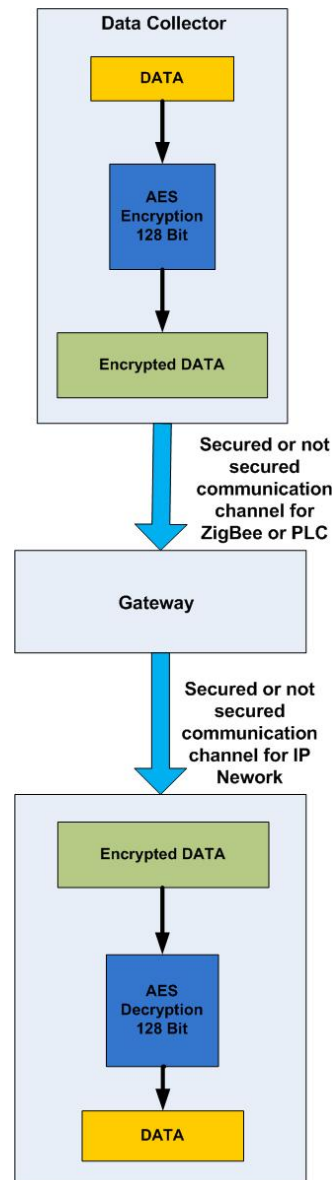 Data Collector
DATA
AES
Encryption
128 Bit
Encrypted DATA
Secured or not
secured
communication
channel for
ZigBee or PLC
Gateway
Secured or not
secured
communication
channel for IP
Nework
Encrypted DATA
AES
Decryption
128 Bit
DATA